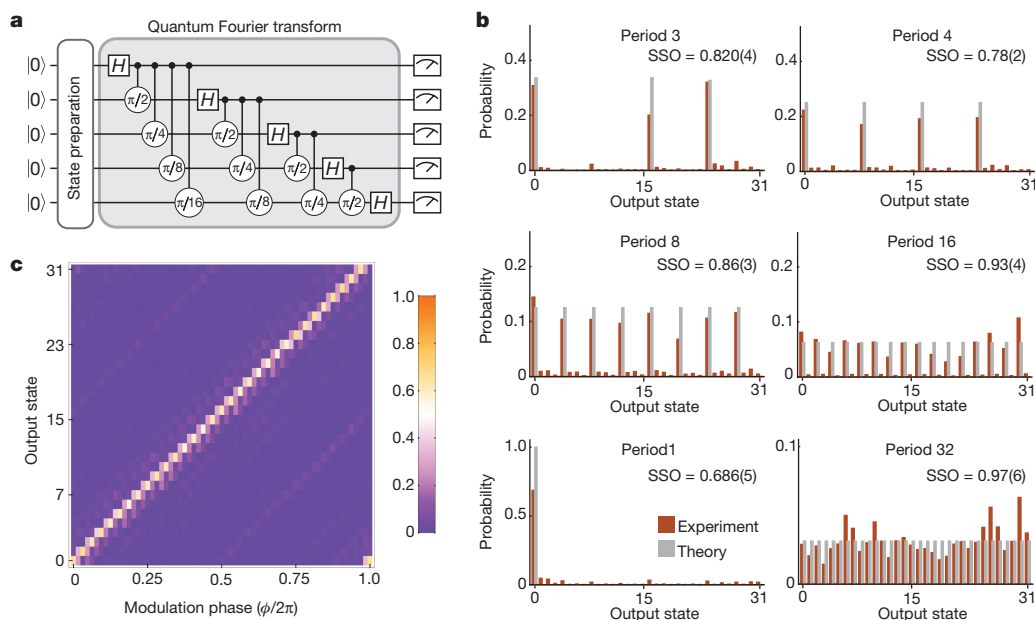 a
Quantum Fourier transform
|0⟩
|0⟩
|0⟩
|0⟩
|0⟩
State preparation
H
π/2
π/4
π/8
π/16
H
π/2
π/4
π/8
H
π/2
π/4
H
π/2
H
b
Period 3
SSO = 0.820(4)
Probability
0.4
0.2
0
0
15
31
Output state
Period 4
SSO = 0.78(2)
0.4
0.2
0
0
15
31
Output state
Period 8
SSO = 0.86(3)
Probability
0.2
0.1
0
0
15
31
Output state
Period 16
SSO = 0.93(4)
0.2
0.1
0
0
15
31
Output state
Period1
SSO = 0.686(5)
Probability
1.0
0.5
0
Experiment
Theory
0
15
31
Output state
Period 32
SSO = 0.97(6)
0.1
0
0
15
31
Output state
c
Output state
31
23
15
7
0
0
0.25
0.50
0.75
1.0
Modulation phase (ϕ/2π)
1.0
0.8
0.6
0.4
0.2
0